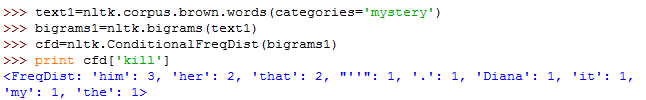 >>> text1=nltk.corpus.brown.words(categories='mystery')
>>> bigrams1=nltk.bigrams(text1)
>>> cfd=nltk.ConditionalFreqDist(bigrams1)
>>> print cfd['kill']
<FreqDist: 'him': 3, 'her': 2, 'that': 2, "''": 1, '.': 1, 'Diana': 1, 'it': 1,
'my': 1, 'the': 1>